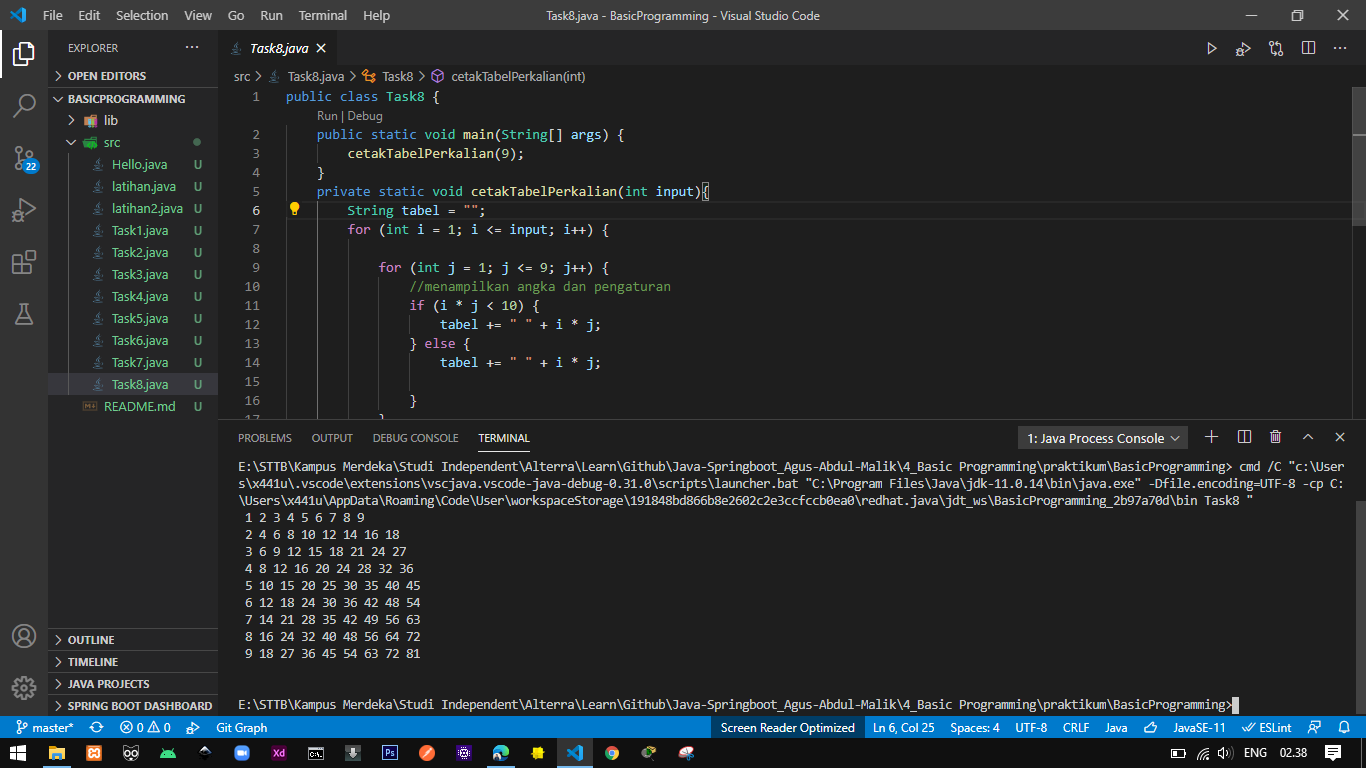 File Edit Selection View Go Run Terminal Help Task8.java - BasicProgramming - Visual Studio Code
EXPLORER
OPEN EDITORS
BASICPROGRAMMING
lib
src
Hello.java U
latihan.java U
latihan2.java U
Task1.java U
Task2.java U
Task3.java U
Task4.java U
Task5.java U
Task6.java U
Task7.java U
Task8.java U
README.md U
OUTLINE
TIMELINE
JAVA PROJECTS
SPRING BOOT DASHBOARD
22
Task8.java
src > Task8.java > Task8 > cetakTabelPerkalian(int)
1 public class Task8 {
Run | Debug
2 public static void main(String[] args) {
3 cetakTabelPerkalian(9);
4 }
5 private static void cetakTabelPerkalian(int input){
6 String tabel = "";
7 for (int i = 1; i <= input; i++) {
8
9 for (int j = 1; j <= 9; j++) {
10 //menampilkan angka dan pengaturan
11 if (i * j < 10) {
12 tabel += " " + i * j;
13 } else {
14 tabel += " " + i * j;
15
16 }
17 }
PROBLEMS OUTPUT DEBUG CONSOLE TERMINAL 1: Java Process Console
E:\STTB\Kampus Merdeka\Studi Independent\Alterra\Learn\Github\Java-Springboot_Agus-Abdul-Malik\4_Basic Programming\praktikum\BasicProgramming> cmd /C "c:\User
s\x441u\.vscode\extensions\vscjava.vscode-java-debug-0.31.0\scripts\launcher.bat "C:\Program Files\Java\jdk-11.0.14\bin\java.exe" -Dfile.encoding=UTF-8 -cp C:
\Users\x441u\AppData\Roaming\Code\User\workspaceStorage\191848bd866b8e2602c2e3ccfccb0ea0\redhat.java\jdt_ws\BasicProgramming_2b97a70d\bin Task8 "
1 2 3 4 5 6 7 8 9
2 4 6 8 10 12 14 16 18
3 6 9 12 15 18 21 24 27
4 8 12 16 20 24 28 32 36
5 10 15 20 25 30 35 40 45
6 12 18 24 30 36 42 48 54
7 14 21 28 35 42 49 56 63
8 16 24 32 40 48 56 64 72
9 18 27 36 45 54 63 72 81
E:\STTB\Kampus Merdeka\Studi Independent\Alterra\Learn\Github\Java-Springboot_Agus-Abdul-Malik\4_Basic Programming\praktikum\BasicProgramming>
master* 0 0 Git Graph Screen Reader Optimized Ln 6, Col 25 Spaces: 4 UTF-8 CRLF Java JavaSE-11 ESLint
Xd Ps ENG 02.38